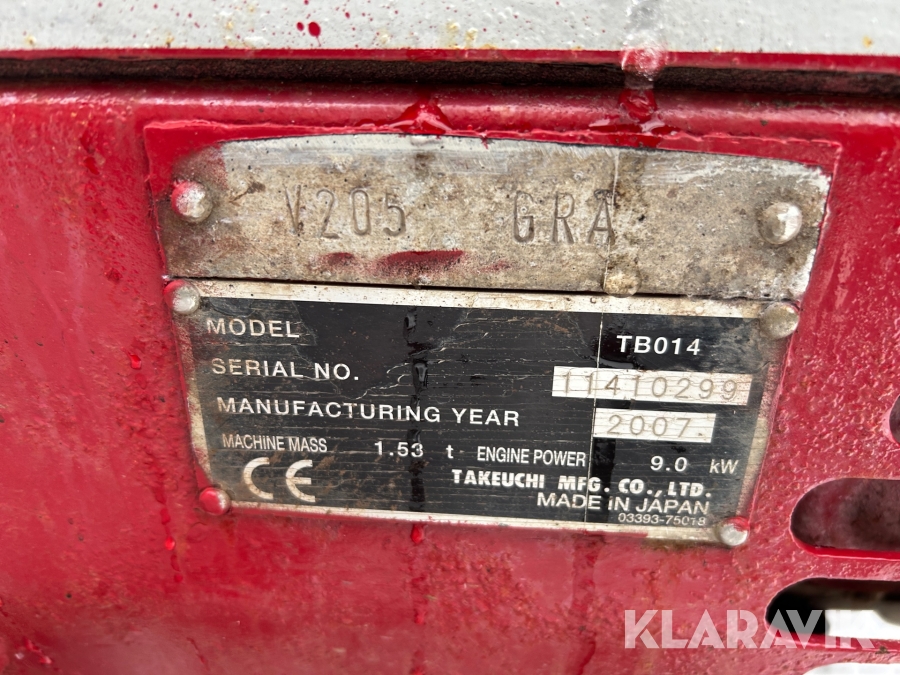 V205 GRA
MODEL TB014
SERIAL NO. 11410299
MANUFACTURING YEAR 2007.
MACHINE MASS 1.53 t ENGINE POWER 9.0 kW
CE TAKEUCHI MFG. CO., LTD.
MADE IN JAPAN
03393-75018
KLARAVIK